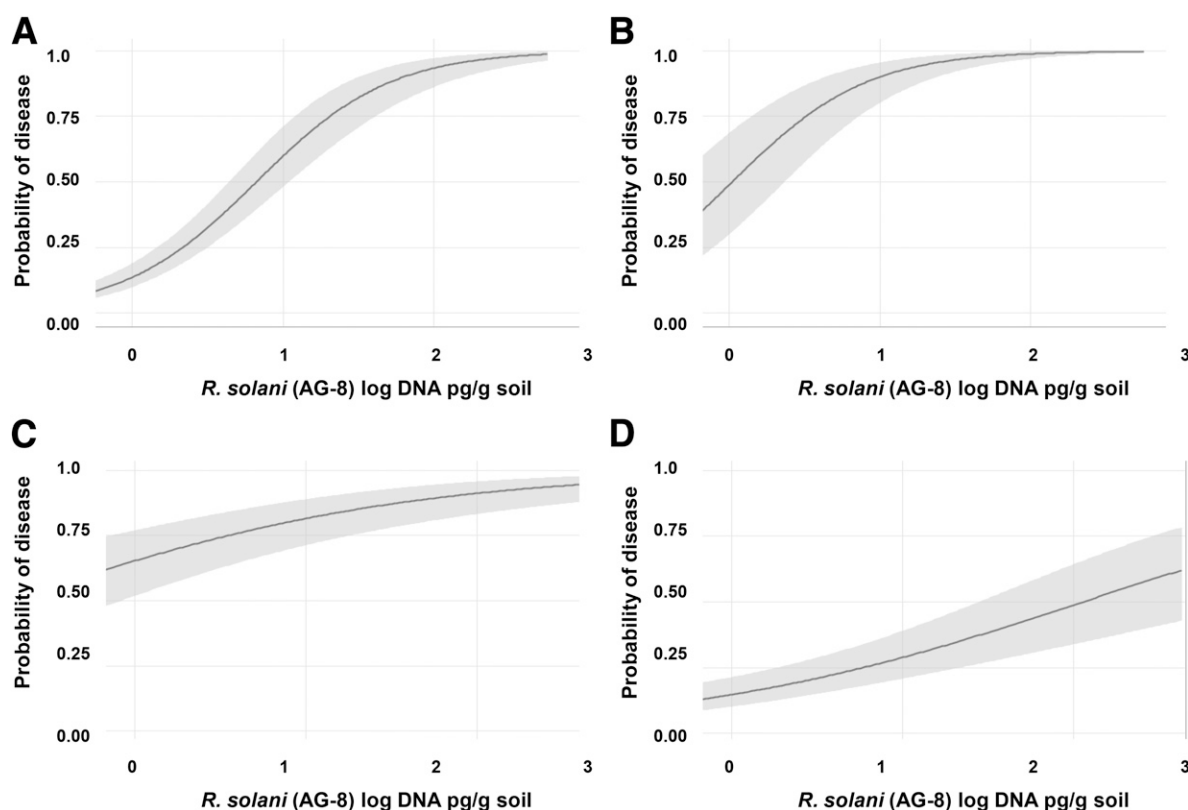 A
Probability of disease
1.0
0.75
0.50
0.25
0.00
0 1 2 3
R. solani (AG-8) log DNA pg/g soil
B
Probability of disease
1.0
0.75
0.50
0.25
0.00
0 1 2 3
R. solani (AG-8) log DNA pg/g soil
C
Probability of disease
1.0
0.75
0.50
0.25
0.00
0 1 2 3
R. solani (AG-8) log DNA pg/g soil
D
Probability of disease
1.0
0.75
0.50
0.25
0.00
0 1 2 3
R. solani (AG-8) log DNA pg/g soil